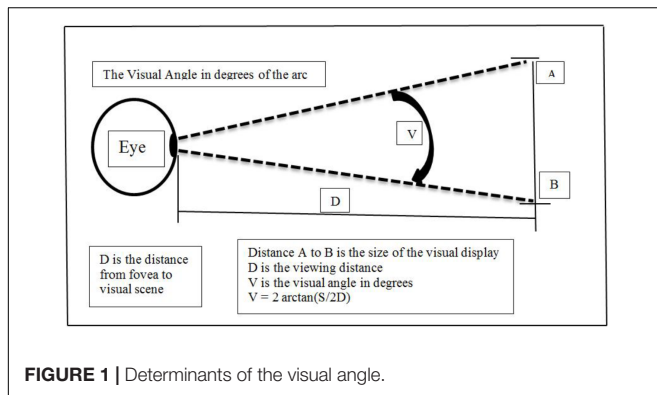 The Visual Angle in degrees of the arc
A
Eye
V
B
D
D is the distance
from fovea to
visual scene
Distance A to B is the size of the visual display
D is the viewing distance
V is the visual angle in degrees
V = 2 arctan(S/2D)
FIGURE 1 | Determinants of the visual angle.